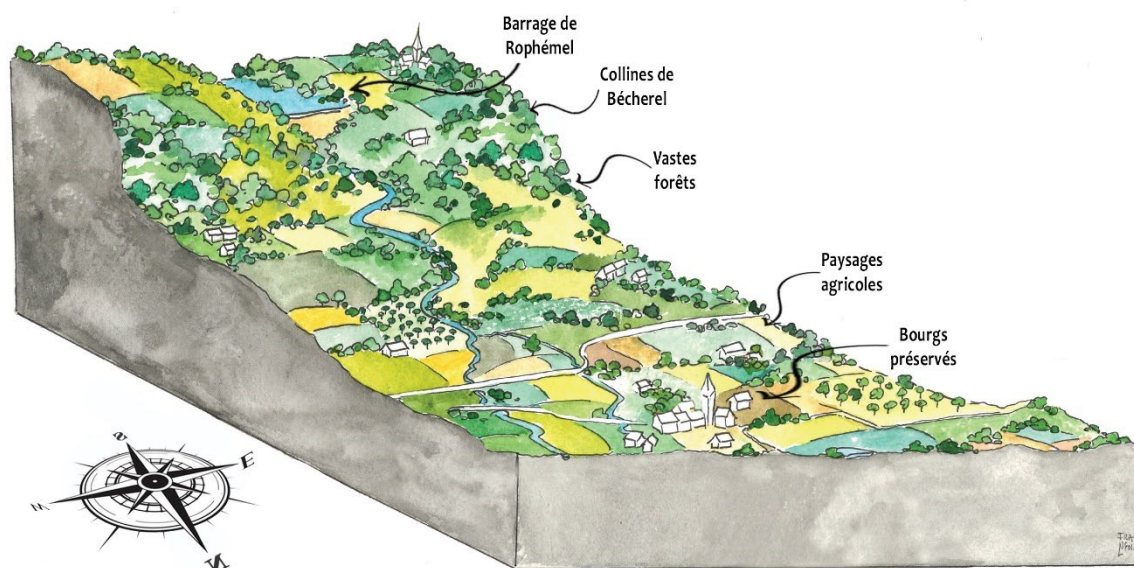 Barrage de
Rophémel
Collines de
Bécherel
Vastes
forêts
Paysages
agricoles
Bourgs
préservés
S
E
W
N